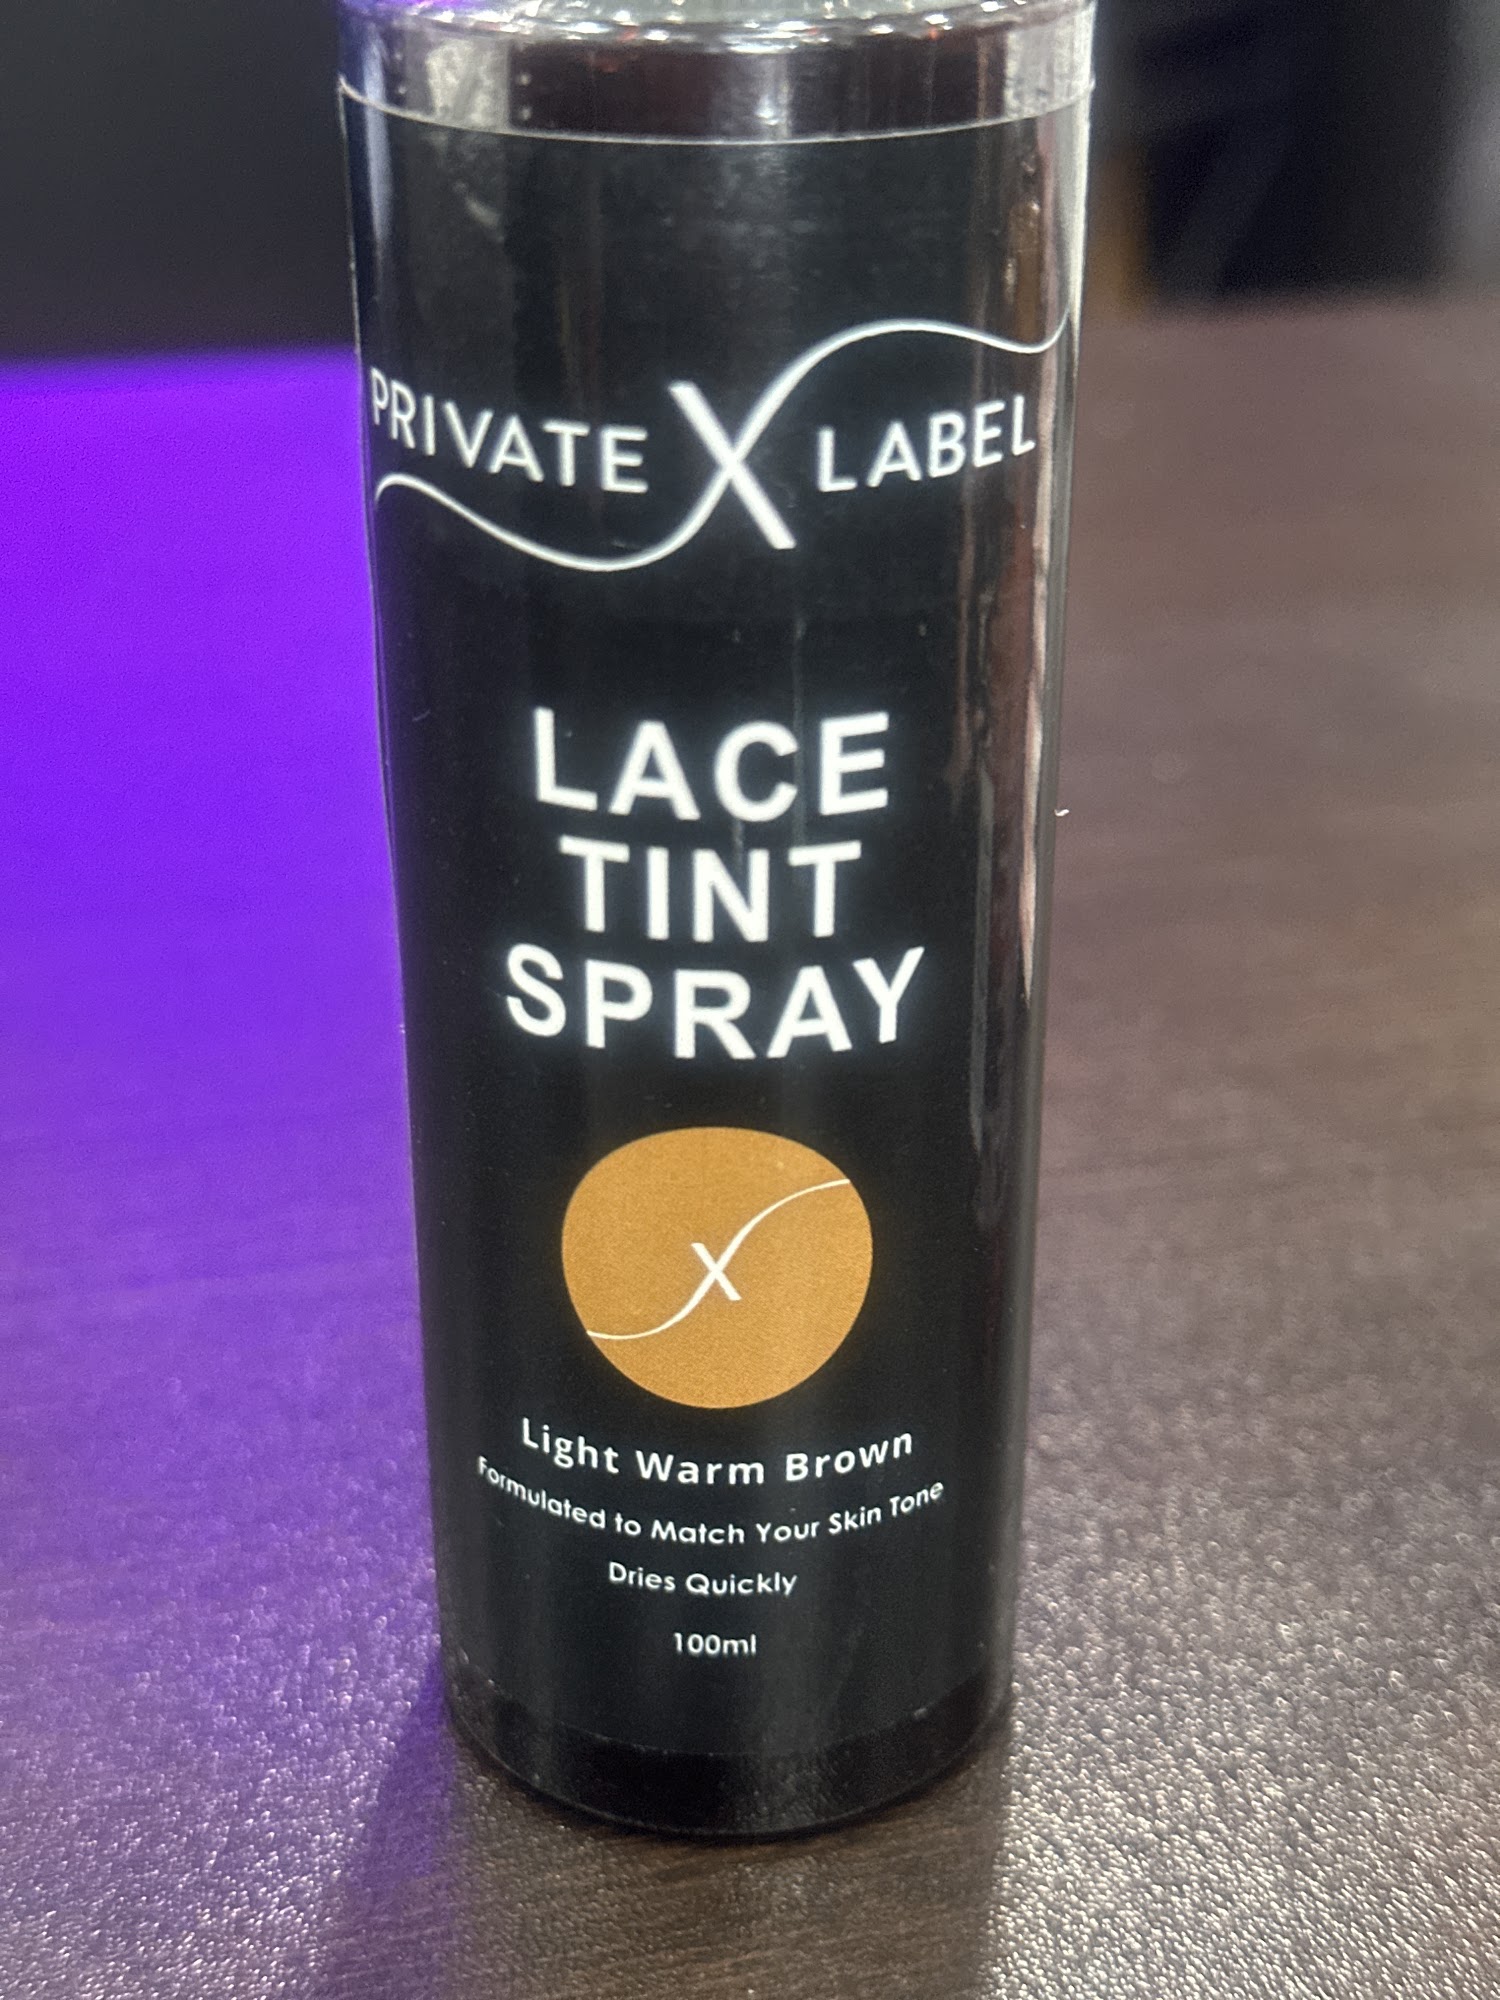 PRIVATE X LABEL
LACE
TINT
SPRAY
X
Light Warm Brown
Formulated to Match Your Skin Tone
Dries Quickly
100ml